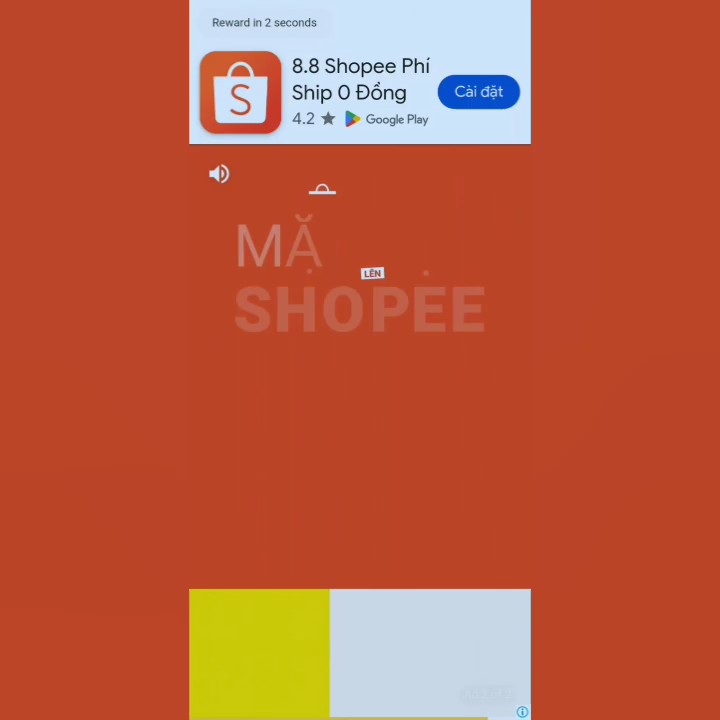 Reward in 2 seconds
8.8 Shopee Phí
Ship 0 Đồng
Cài đặt
4.2 ★ Google Play
MẶ
LÊN
SHOPEE